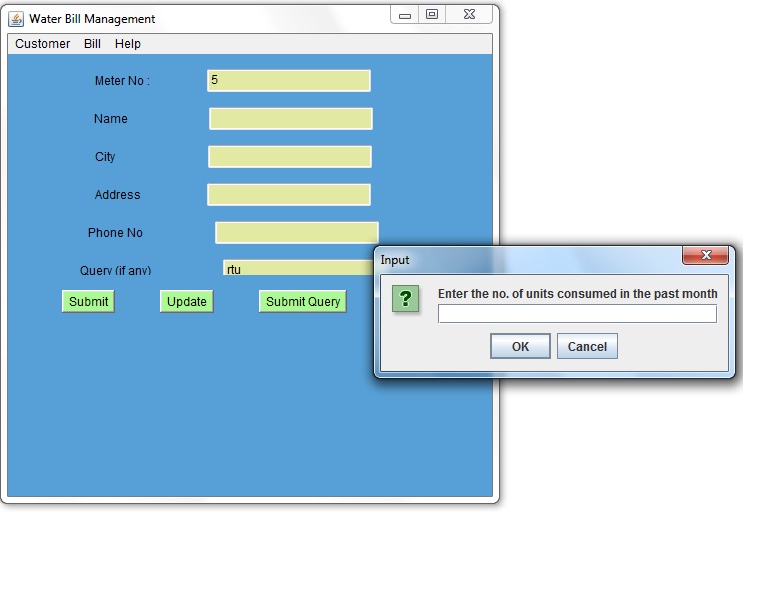 Water Bill Management
Customer Bill Help
Meter No : 5
Name
City
Address
Phone No
Query (if any) rtu
Submit Update Submit Query
Input
Enter the no. of units consumed in the past month
?
OK Cancel